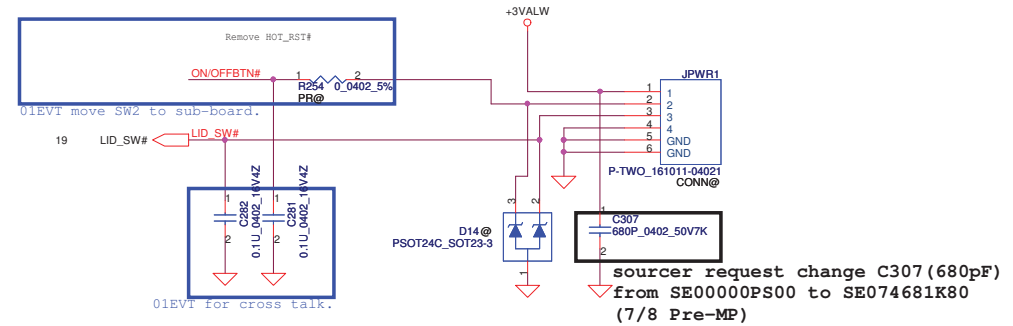 +3VALW
Remove HOT_RST#
ON/OFFBTN#
1
2
R254
0_0402_5%
PR@
01EVT move SW2 to sub-board.
JPWR1
1
2
3
4
5
6
1
2
3
4
GND
GND
P-TWO_161011-04021
CONN@
19
LID_SW#
LID_SW#
1
2
C282
0.1U_0402_16V4Z
1
2
C281
0.1U_0402_16V4Z
01EVT for cross talk.
3
2
1
D14@
PSOT24C_SOT23-3
1
2
C307
680P_0402_50V7K
sourcer request change C307(680pF)
from SE00000PS00 to SE074681K80
(7/8 Pre-MP)